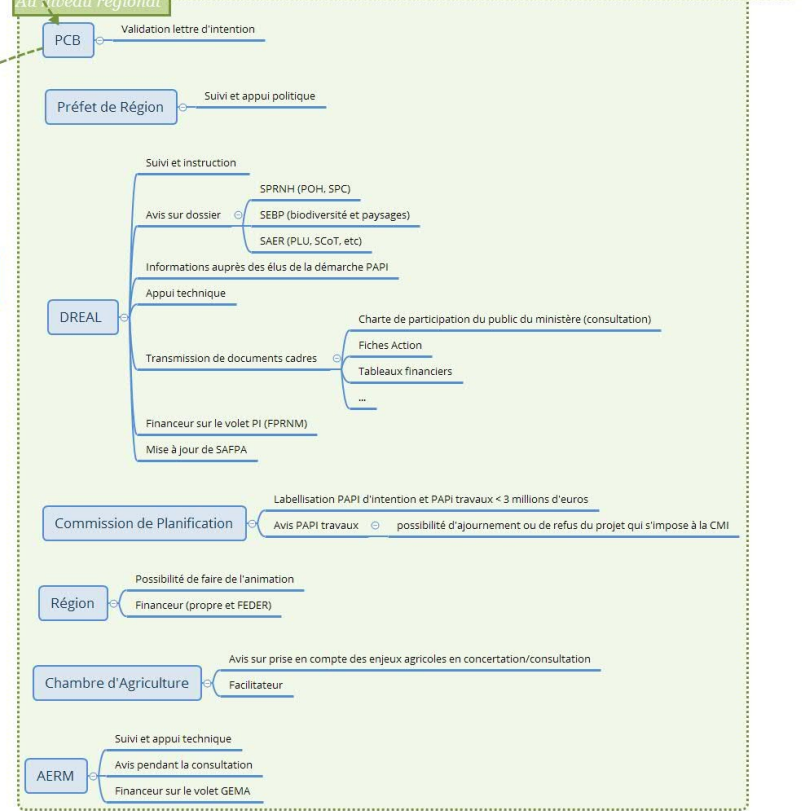 Au niveau régional
PCB
Validation lettre d'intention
Préfet de Région
Suivi et appui politique
DREAL
Suivi et instruction
Avis sur dossier
SPRNH (POH, SPC)
SEBP (biodiversité et paysages)
SAER (PLU, SCoT, etc)
Informations auprès des élus de la démarche PAPI
Appui technique
Transmission de documents cadres
Charte de participation du public du ministère (consultation)
Fiches Action
Tableaux financiers
...
Financeur sur le volet PI (FPRNM)
Mise à jour de SAFPA
Commission de Planification
Labellisation PAPI d'intention et PAPi travaux < 3 millions d'euros
Avis PAPI travaux
possibilité d'ajournement ou de refus du projet qui s'impose à la CMI
Région
Possibilité de faire de l'animation
Financeur (propre et FEDER)
Chambre d'Agriculture
Avis sur prise en compte des enjeux agricoles en concertation/consultation
Facilitateur
AERM
Suivi et appui technique
Avis pendant la consultation
Financeur sur le volet GEMA